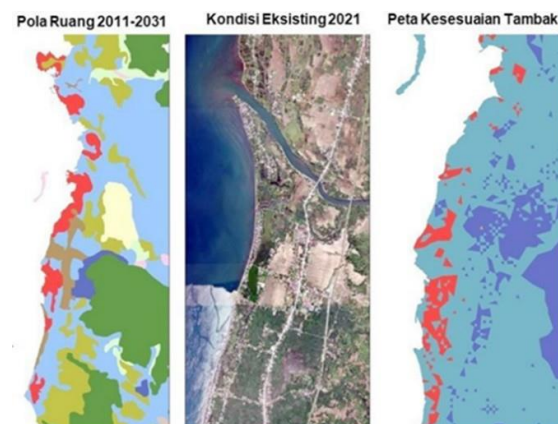 Pola Ruang 2011-2031
Kondisi Eksisting 2021
Peta Kesesuaian Tambak